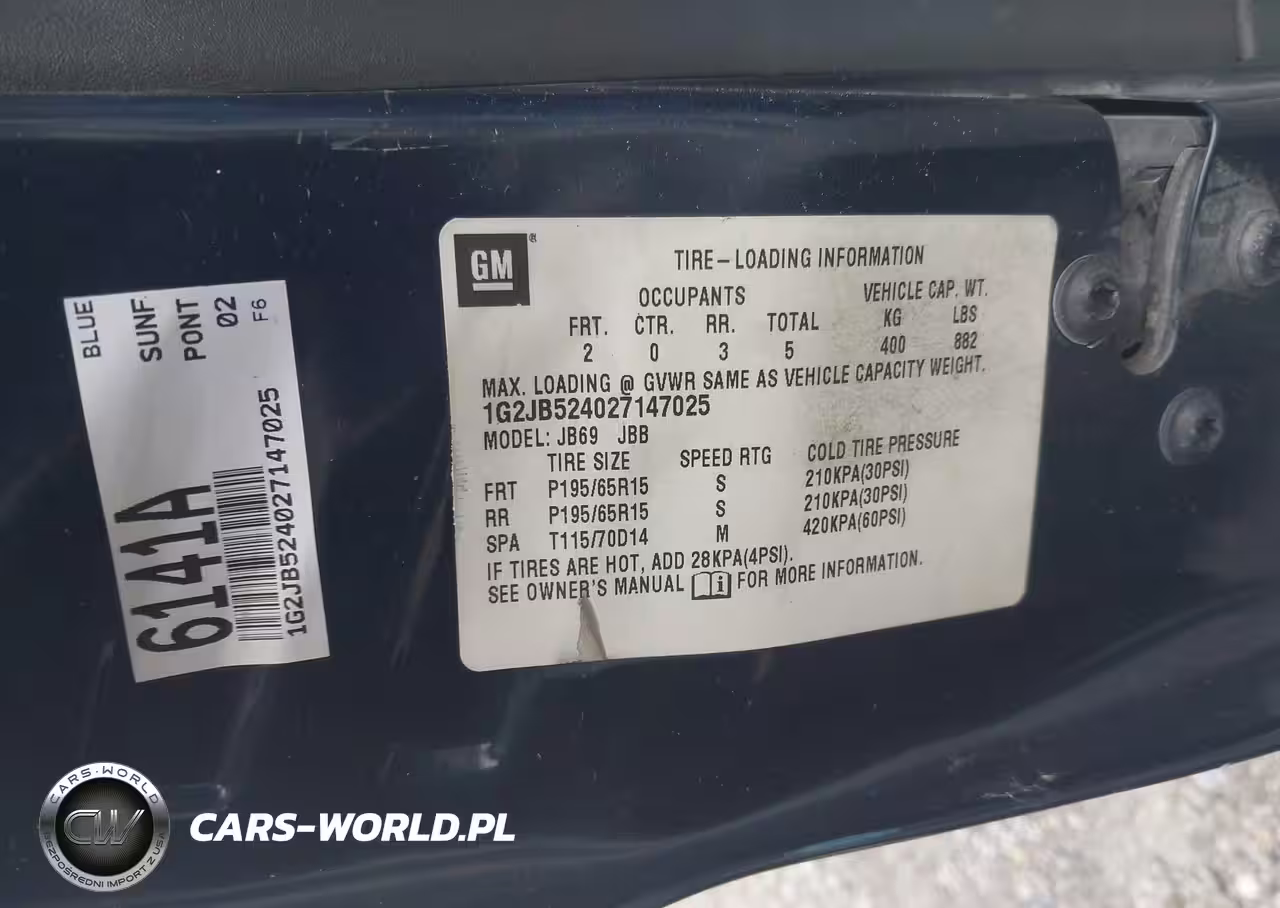 BLUE
SUNF
PONT
02
F6
6141A
1G2JB524027147025
GM®
TIRE–LOADING INFORMATION
OCCUPANTS VEHICLE CAP. WT.
FRT. CTR. RR. TOTAL KG LBS
2 0 3 5 400 882
MAX. LOADING @ GVWR SAME AS VEHICLE CAPACITY WEIGHT.
1G2JB524027147025
MODEL: JB69 JBB
TIRE SIZE SPEED RTG COLD TIRE PRESSURE
FRT P195/65R15 S 210KPA(30PSI)
RR P195/65R15 S 210KPA(30PSI)
SPA T115/70D14 M 420KPA(60PSI)
IF TIRES ARE HOT, ADD 28KPA(4PSI).
SEE OWNER'S MANUAL i FOR MORE INFORMATION.
CARS-WORLD
CW
BEZPOŚREDNI IMPORT Z USA
CARS-WORLD.PL